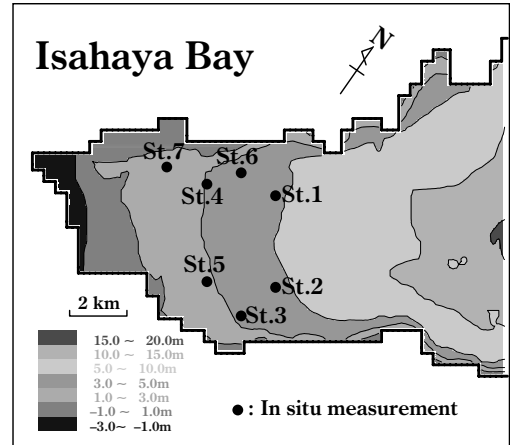 Isahaya Bay
N
St.7
St.6
St.4
St.1
St.5
St.2
St.3
2 km
15.0 ~ 20.0m
10.0 ~ 15.0m
5.0 ~ 10.0m
3.0 ~ 5.0m
1.0 ~ 3.0m
−1.0 ~ 1.0m
−3.0 ~ −1.0m
● : In situ measurement